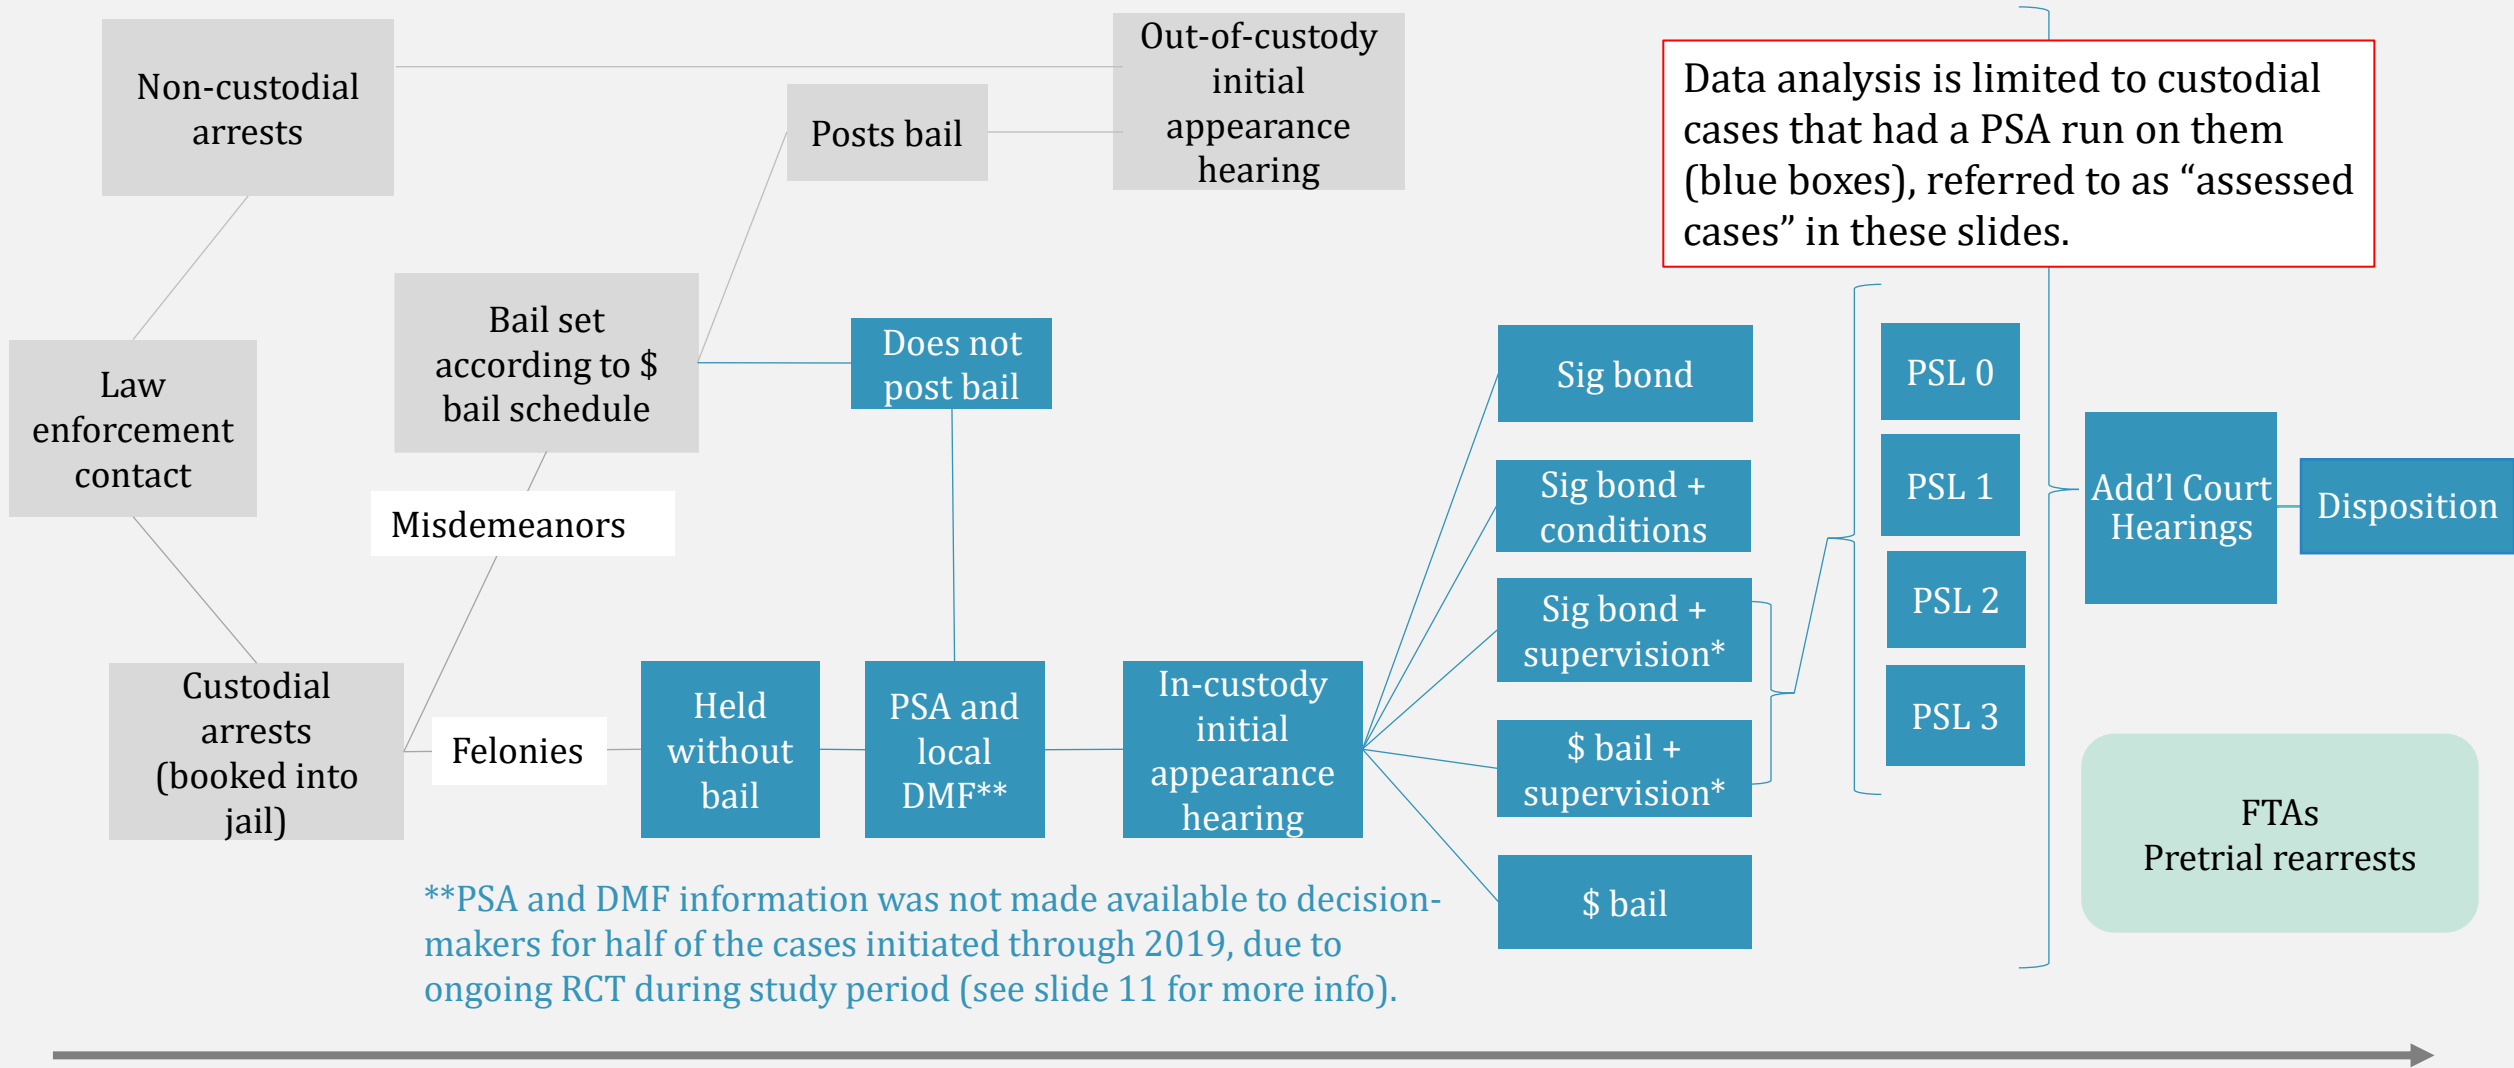 Non-custodial
arrests
Out-of-custody
initial
appearance
hearing
Posts bail
Data analysis is limited to custodial
cases that had a PSA run on them
(blue boxes), referred to as “assessed
cases” in these slides.
Law
enforcement
contact
Bail set
according to $
bail schedule
Does not
post bail
Misdemeanors
Custodial
arrests
(booked into
jail)
Felonies
Held
without
bail
PSA and
local
DMF**
In-custody
initial
appearance
hearing
Sig bond
Sig bond +
conditions
Sig bond +
supervision*
$ bail +
supervision*
$ bail
PSL 0
PSL 1
PSL 2
PSL 3
Add’l Court
Hearings
Disposition
FTAs
Pretrial rearrests
**PSA and DMF information was not made available to decision-
makers for half of the cases initiated through 2019, due to
ongoing RCT during study period (see slide 11 for more info).